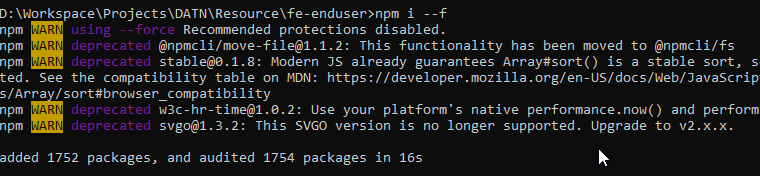 D:\Workspace\Projects\DATN\Resource\fe-enduser>npm i --f
npm WARN using --force Recommended protections disabled.
npm WARN deprecated @npmcli/move-file@1.1.2: This functionality has been moved to @npmcli/fs
npm WARN deprecated stable@0.1.8: Modern JS already guarantees Array#sort() is a stable sort, s
ted. See the compatibility table on MDN: https://developer.mozilla.org/en-US/docs/Web/JavaScrip
s/Array/sort#browser_compatibility
npm WARN deprecated w3c-hr-time@1.0.2: Use your platform's native performance.now() and perform
npm WARN deprecated svgo@1.3.2: This SVGO version is no longer supported. Upgrade to v2.x.x.
added 1752 packages, and audited 1754 packages in 16s